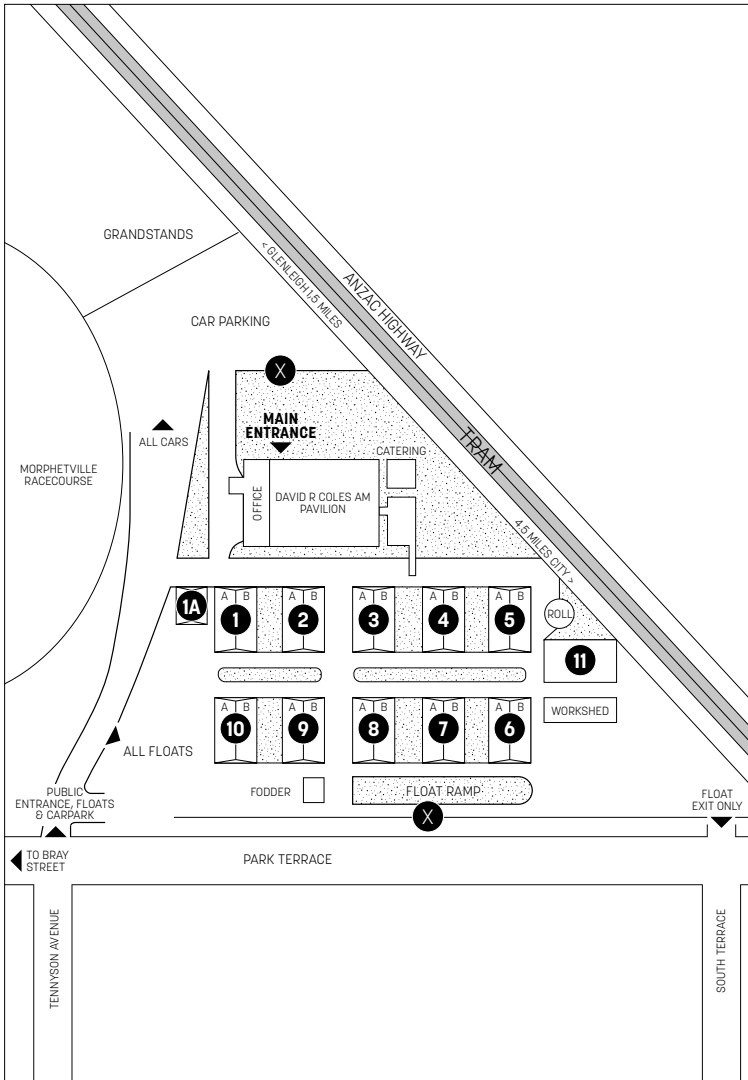 GRANDSTANDS
< GLENLEIGH 1.5 MILES
ANZAC HIGHWAY
CAR PARKING
X
MAIN
ENTRANCE
ALL CARS
TRAM
CATERING
MORPHETVILLE
RACECOURSE
OFFICE
DAVID R COLES AM
PAVILION
4.5 MILES CITY >
1A
A B
1
A B
2
A B
3
A B
4
A B
5
ROLL
11
A B
10
A B
9
A B
8
A B
7
A B
6
WORKSHED
ALL FLOATS
FODDER
FLOAT RAMP
PUBLIC
ENTRANCE, FLOATS
& CARPARK
X
FLOAT
EXIT ONLY
TO BRAY
STREET
PARK TERRACE
TENNYSON AVENUE
SOUTH TERRACE